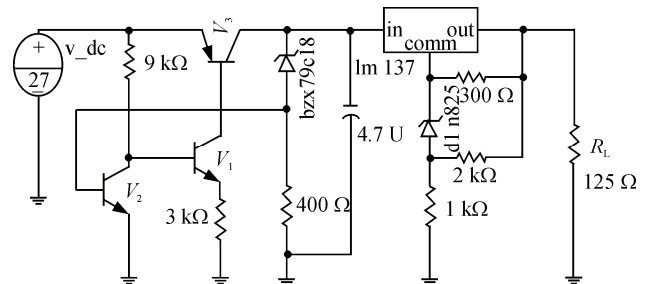 V₃
+
v_dc
27
−
9 kΩ
bzx79c18
in
out
comm
lm 137
300 Ω
d1 n825
4.7 U
R_L
125 Ω
V₁
V₂
2 kΩ
3 kΩ
400 Ω
1 kΩ